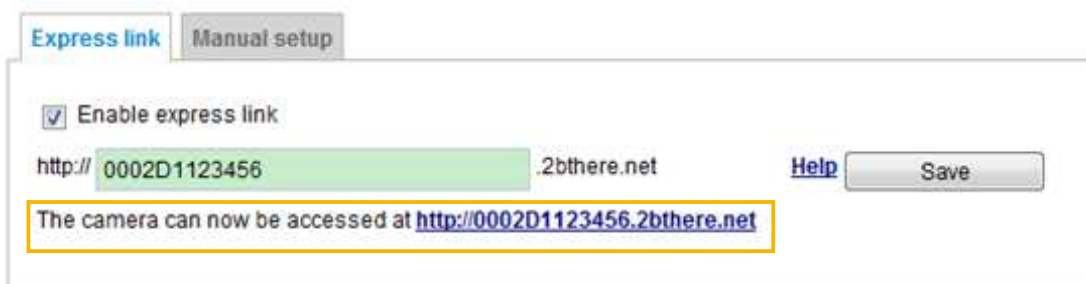 Express link Manual setup
Enable express link
http:// 0002D1123456 .2bthere.net Help Save
The camera can now be accessed at http://0002D1123456.2bthere.net